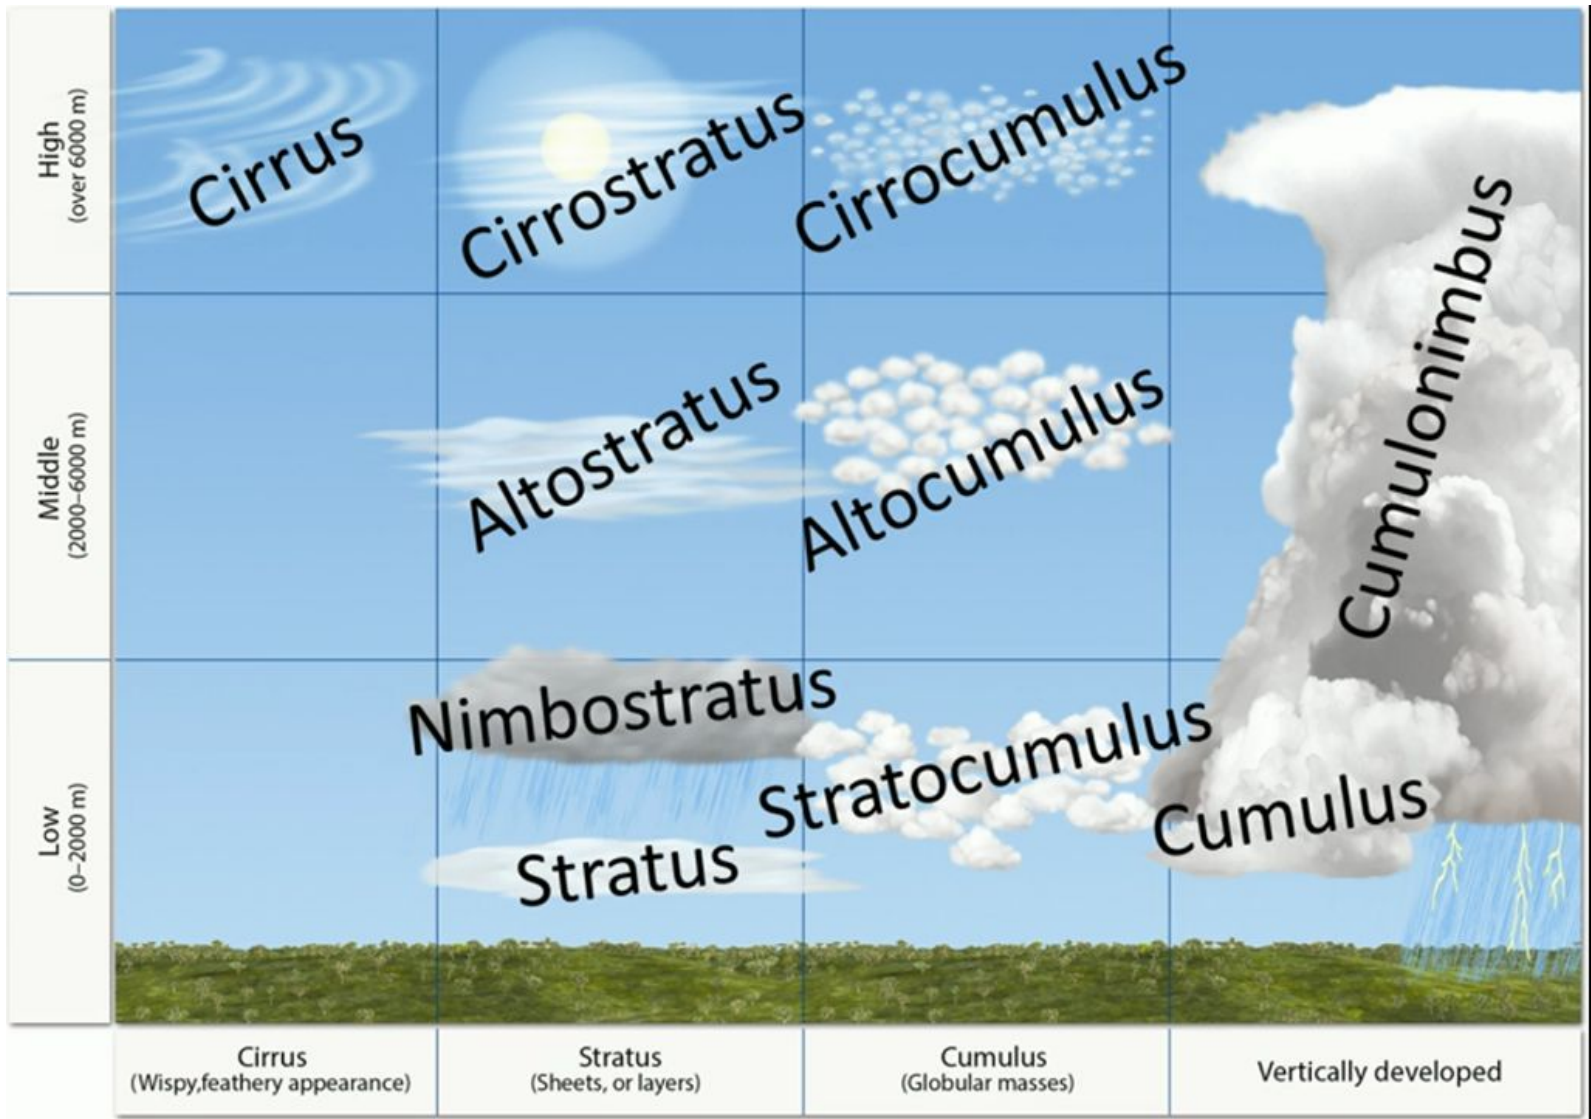 High
(over 6000 m)
Cirrus
Cirrostratus
Cirrocumulus
Cumulonimbus
Middle
(2000–6000 m)
Altostratus
Altocumulus
Low
(0–2000 m)
Nimbostratus
Stratocumulus
Stratus
Cumulus
Cirrus
(Wispy,feathery appearance)
Stratus
(Sheets, or layers)
Cumulus
(Globular masses)
Vertically developed